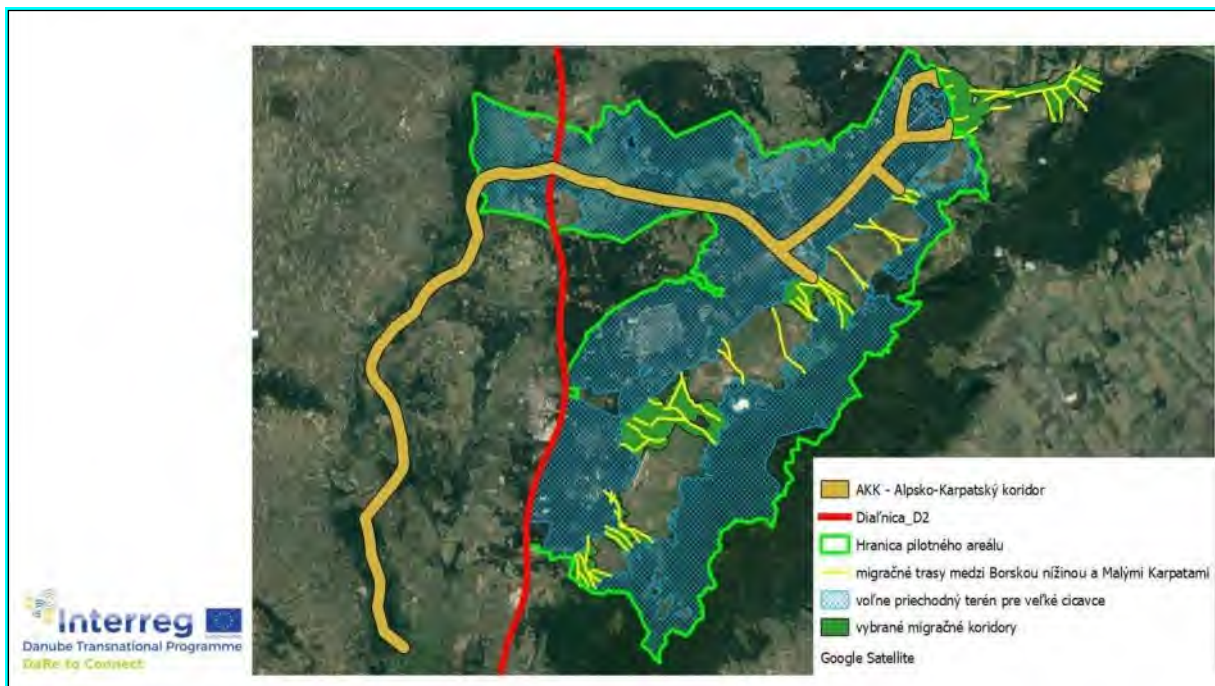 AKK - Alpsko-Karpatský koridor
Diaľnica_D2
Hranica pilotného areálu
migračné trasy medzi Borskou nížinou a Malými Karpatami
voľne priechodný terén pre veľké cicavce
vybrané migračné koridory
Google Satellite
Interreg
Danube Transnational Programme
DaRe to Connect